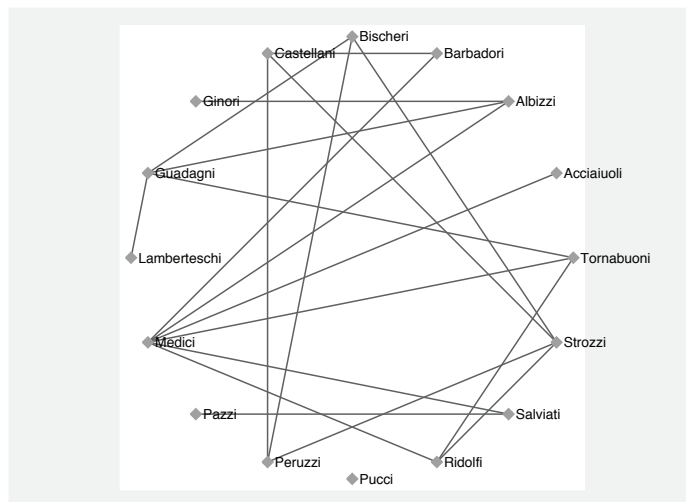 Bischeri
Castellani
Barbadori
Ginori
Albizzi
Guadagni
Acciaiuoli
Lamberteschi
Tornabuoni
Medici
Strozzi
Pazzi
Salviati
Peruzzi
Ridolfi
Pucci